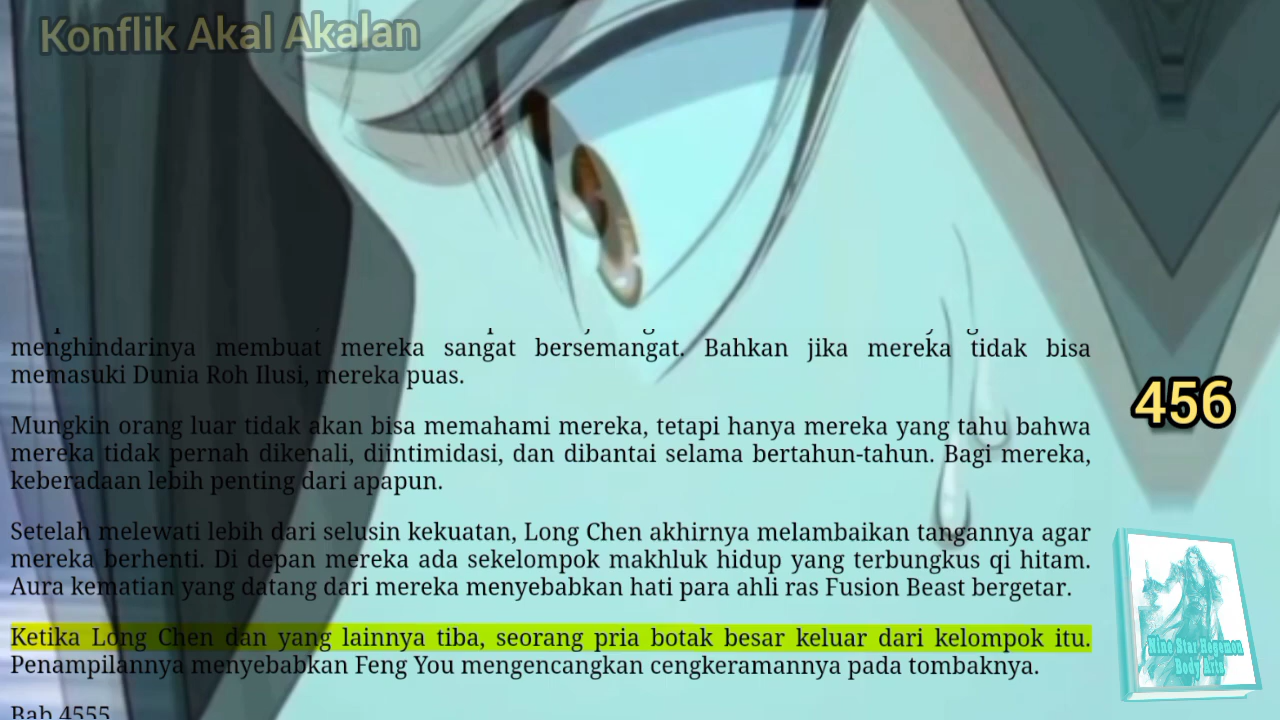 Konflik Akal Akalan
menghindarinya membuat mereka sangat bersemangat. Bahkan jika mereka tidak bisa
memasuki Dunia Roh Ilusi, mereka puas.
Mungkin orang luar tidak akan bisa memahami mereka, tetapi hanya mereka yang tahu bahwa
mereka tidak pernah dikenali, diintimidasi, dan dibantai selama bertahun-tahun. Bagi mereka,
keberadaan lebih penting dari apapun.
Setelah melewati lebih dari selusin kekuatan, Long Chen akhirnya melambaikan tangannya agar
mereka berhenti. Di depan mereka ada sekelompok makhluk hidup yang terbungkus qi hitam.
Aura kematian yang datang dari mereka menyebabkan hati para ahli ras Fusion Beast bergetar.
Ketika Long Chen dan yang lainnya tiba, seorang pria botak besar keluar dari kelompok itu.
Penampilannya menyebabkan Feng You mengencangkan cengkeramannya pada tombaknya.
Bab 4555
456
Nine Star Hegemon
Body Arts